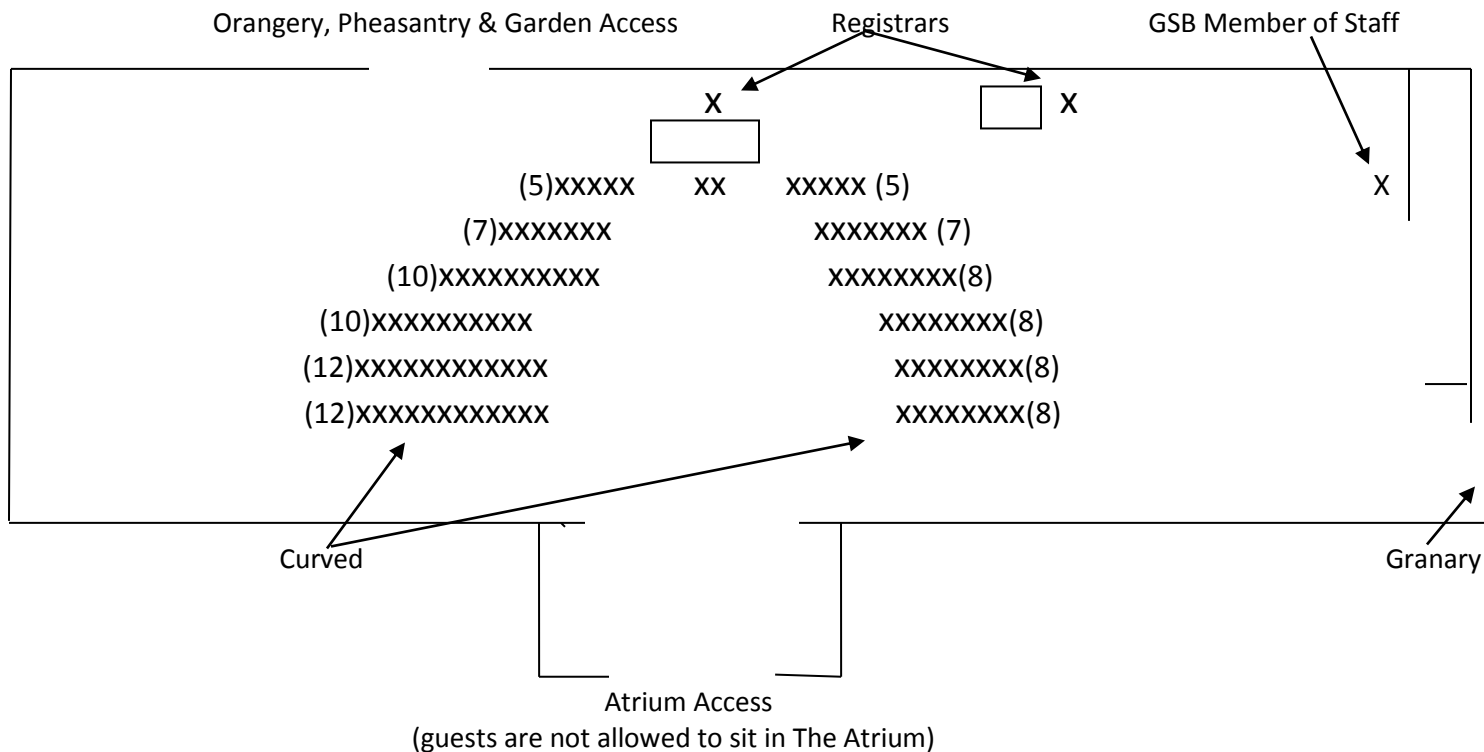 Orangery, Pheasantry & Garden Access Registrars GSB Member of Staff
X X
(5)xxxxx xx xxxxx (5) X
(7)xxxxxxx xxxxxxx (7)
(10)xxxxxxxxxx xxxxxxxx(8)
(10)xxxxxxxxxx xxxxxxxx(8)
(12)xxxxxxxxxxxx xxxxxxxx(8)
(12)xxxxxxxxxxxx xxxxxxxx(8)
Curved Granary
Atrium Access
(guests are not allowed to sit in The Atrium)